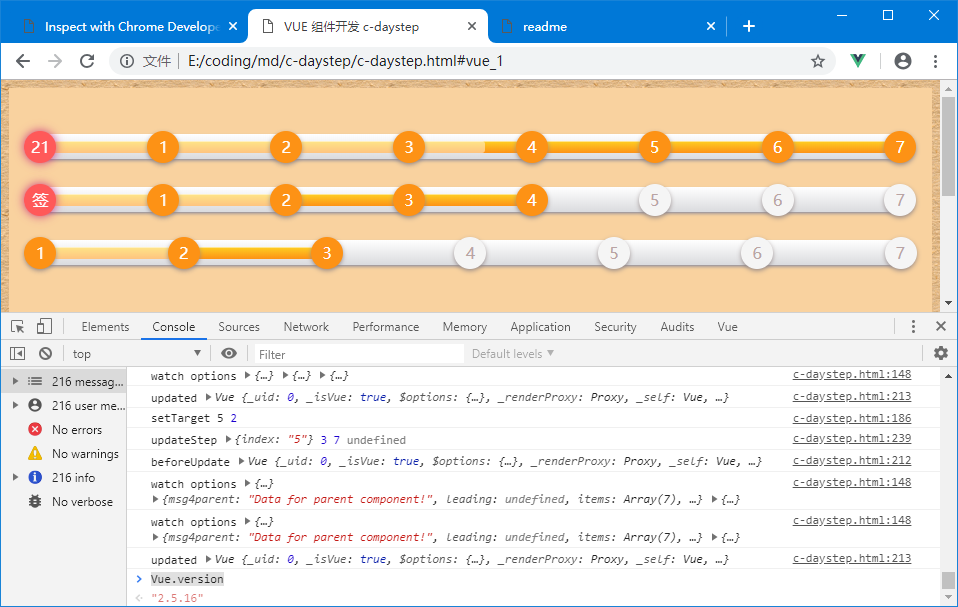 Inspect with Chrome Develope
VUE 组件开发 c-daystep
readme
文件 E:/coding/md/c-daystep/c-daystep.html#vue_1
21 1 2 3 4 5 6 7
签 1 2 3 4 5 6 7
1 2 3 4 5 6 7
Elements Console Sources Network Performance Memory Application Security Audits Vue
top Filter Default levels ▼
216 messag...
216 user me...
No errors
No warnings
216 info
No verbose
watch options ▶{…} ▶{…} ▶{…} c-daystep.html:148
updated ▶Vue {_uid: 0, _isVue: true, $options: {…}, _renderProxy: Proxy, _self: Vue, …} c-daystep.html:213
setTarget 5 2 c-daystep.html:186
updateStep ▶{index: "5"} 3 7 undefined c-daystep.html:239
beforeUpdate ▶Vue {_uid: 0, _isVue: true, $options: {…}, _renderProxy: Proxy, _self: Vue, …} c-daystep.html:212
watch options ▶{…} c-daystep.html:148
▶{msg4parent: "Data for parent component!", leading: undefined, items: Array(7), …} ▶{…}
watch options ▶{…} c-daystep.html:148
▶{msg4parent: "Data for parent component!", leading: undefined, items: Array(7), …} ▶{…}
updated ▶Vue {_uid: 0, _isVue: true, $options: {…}, _renderProxy: Proxy, _self: Vue, …} c-daystep.html:213
Vue.version
"2.5.16"